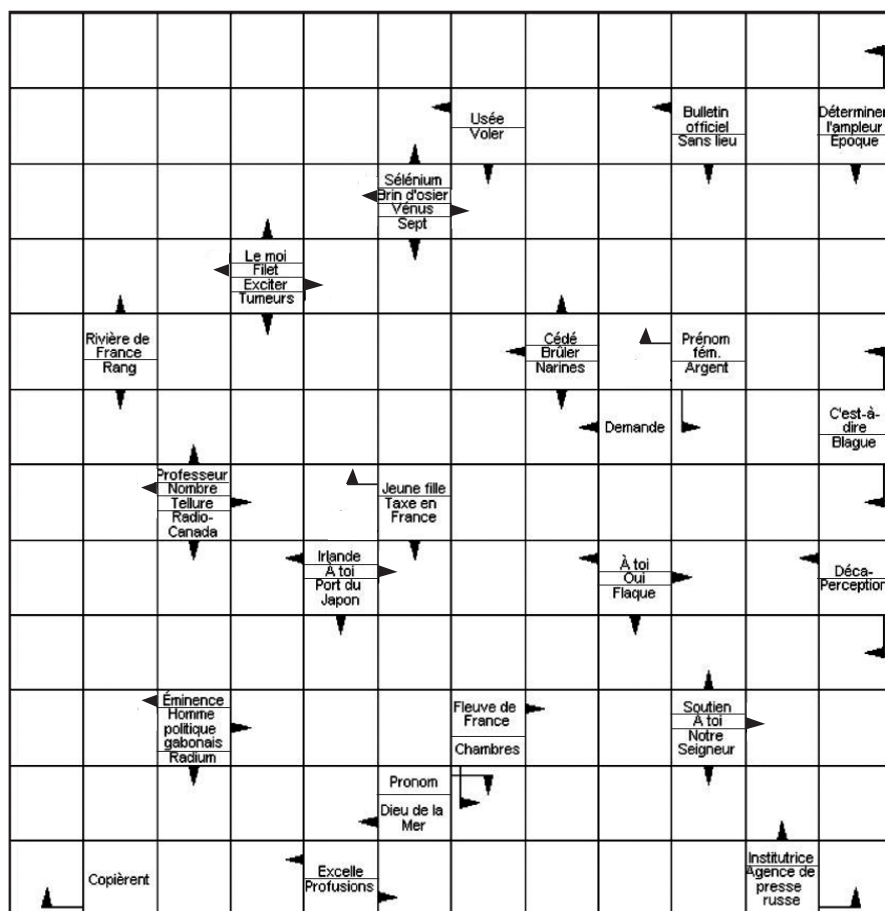 Usée
Voler
Bulletin
officiel
Sans lieu
Déterminer
l'ampleur
Epoque
Sélénium
Brin d'osier
Vénus
Sept
Le moi
Filet
Exciter
Tumeurs
Rivière de
France
Rang
Cédé
Brûler
Narines
Prénom
fém.
Argent
Demande
C'est-à-
dire
Blague
Professeur
Nombre
Tellure
Radio-
Canada
Jeune fille
Taxe en
France
Irlande
À toi
Port du
Japon
À toi
Oui
Flaque
Déca-
Perception
Éminence
Homme
politique
gabonais
Radium
Fleuve de
France
Chambres
Soutien
À toi
Notre
Seigneur
Pronom
Dieu de la
Mer
Copièrent
Excelle
Profusions
Institutrice
Agence de
presse
russe